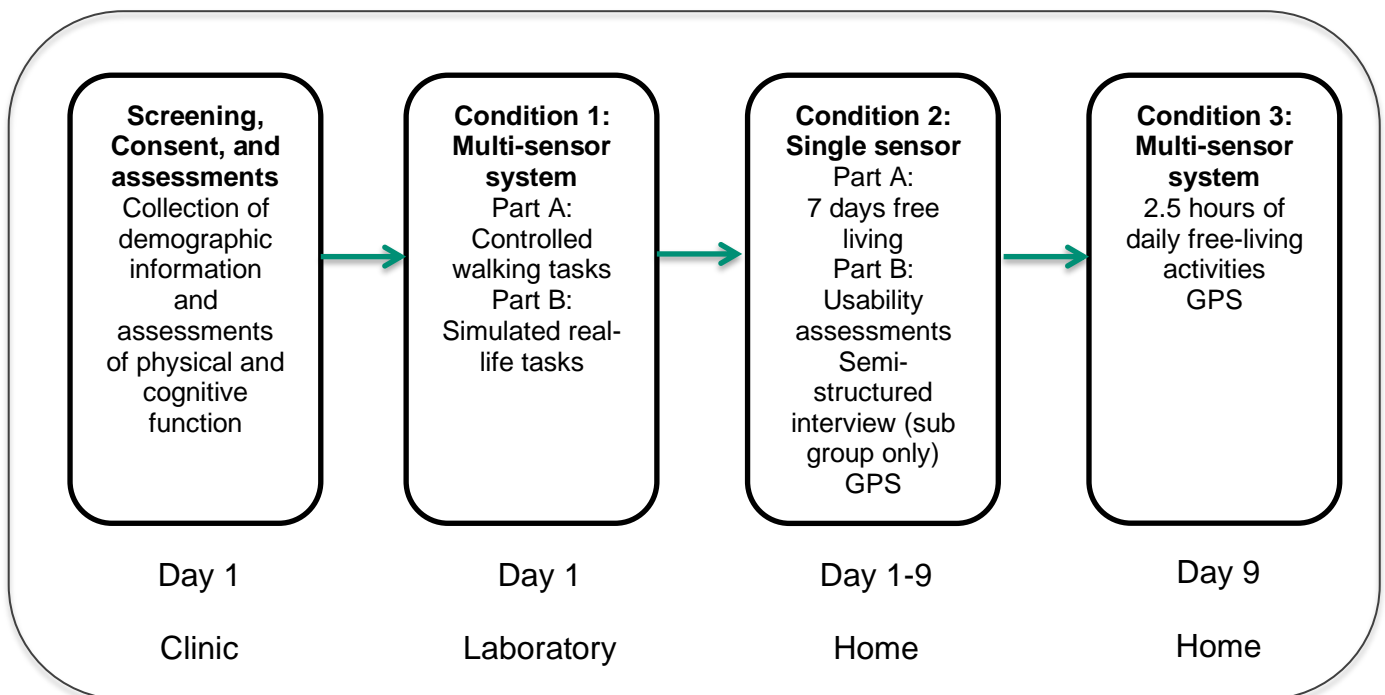 Screening,
Consent, and
assessments
Collection of
demographic
information
and
assessments
of physical and
cognitive
function
Condition 1:
Multi-sensor
system
Part A:
Controlled
walking tasks
Part B:
Simulated real-
life tasks
Condition 2:
Single sensor
Part A:
7 days free
living
Part B:
Usability
assessments
Semi-
structured
interview (sub
group only)
GPS
Condition 3:
Multi-sensor
system
2.5 hours of
daily free-living
activities
GPS
Day 1
Day 1
Day 1-9
Day 9
Clinic
Laboratory
Home
Home